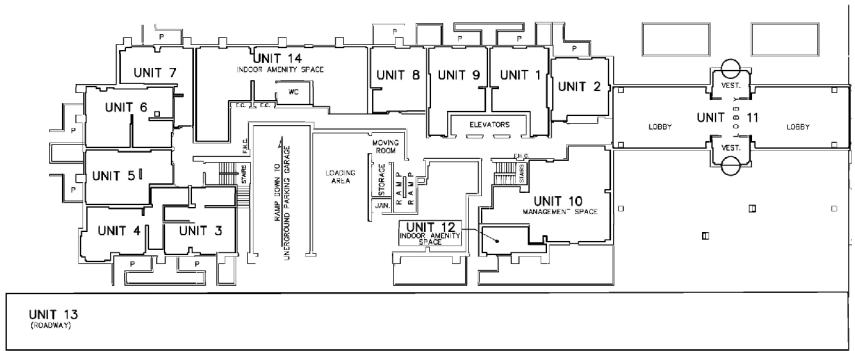 P
P
P
P
UNIT 14
INDOOR AMENITY SPACE
UNIT 7
UNIT 8
UNIT 9
UNIT 1
UNIT 2
WC
VEST.
UNIT 6
F.C.
C.C.
ELEVATORS
LOBBY
UNIT 11
LOBBY
LOBBY
P
F.H.C.
MOVING
ROOM
VEST.
F.H.C.
UNIT 5
P
STAIRS
RAMP DOWN TO
UNERGROUND PARKING GARAGE
LOADING
AREA
STORAGE
RAMP
RAMP
STAIRS
UNIT 10
MANAGEMENT SPACE
JAN.
UNIT 4
UNIT 3
UNIT 12
INDOOR AMENITY
SPACE
P
P
UNIT 13
(ROADWAY)